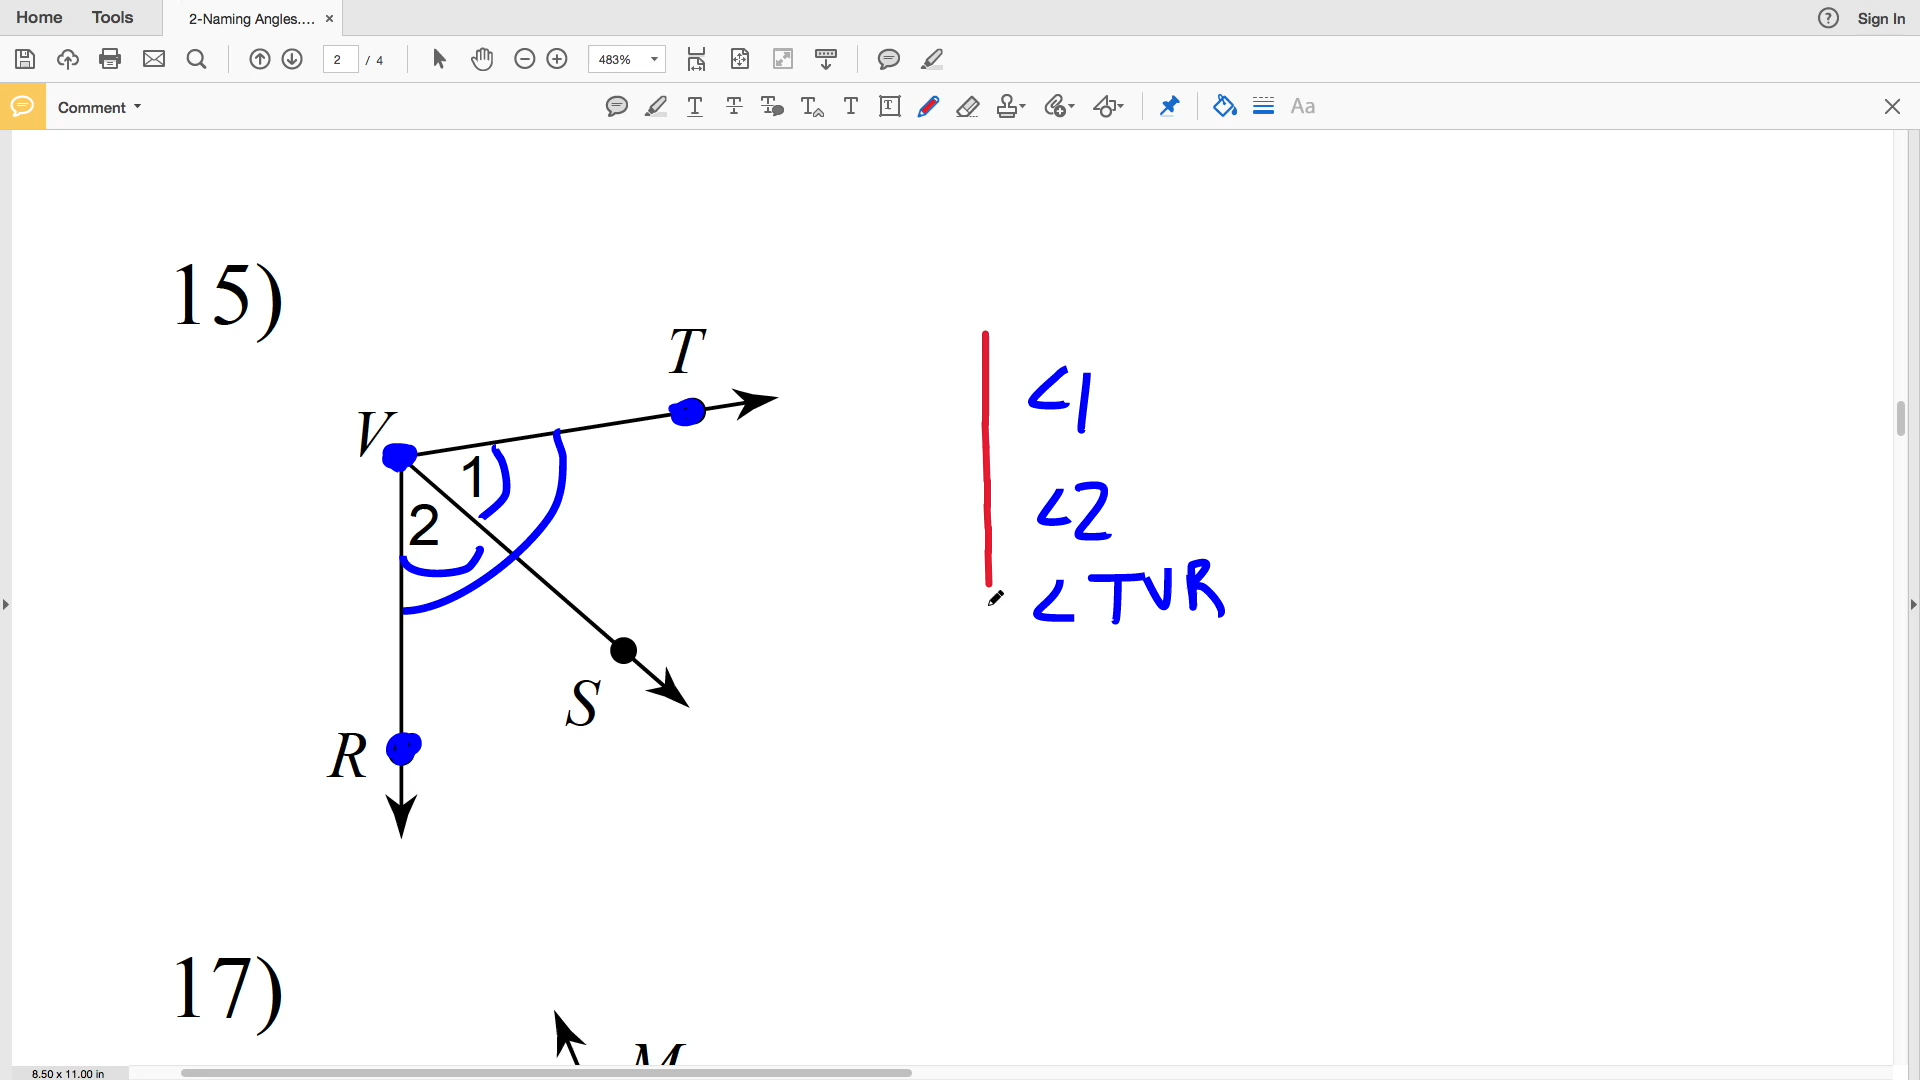 Home Tools 2-Naming Angles.... × ? Sign In
2 / 4 483%
Comment T T T T T T Aa
15)
T
<1
V
1
<2
2
<TVR
S
R
17)
M
8.50 x 11.00 in